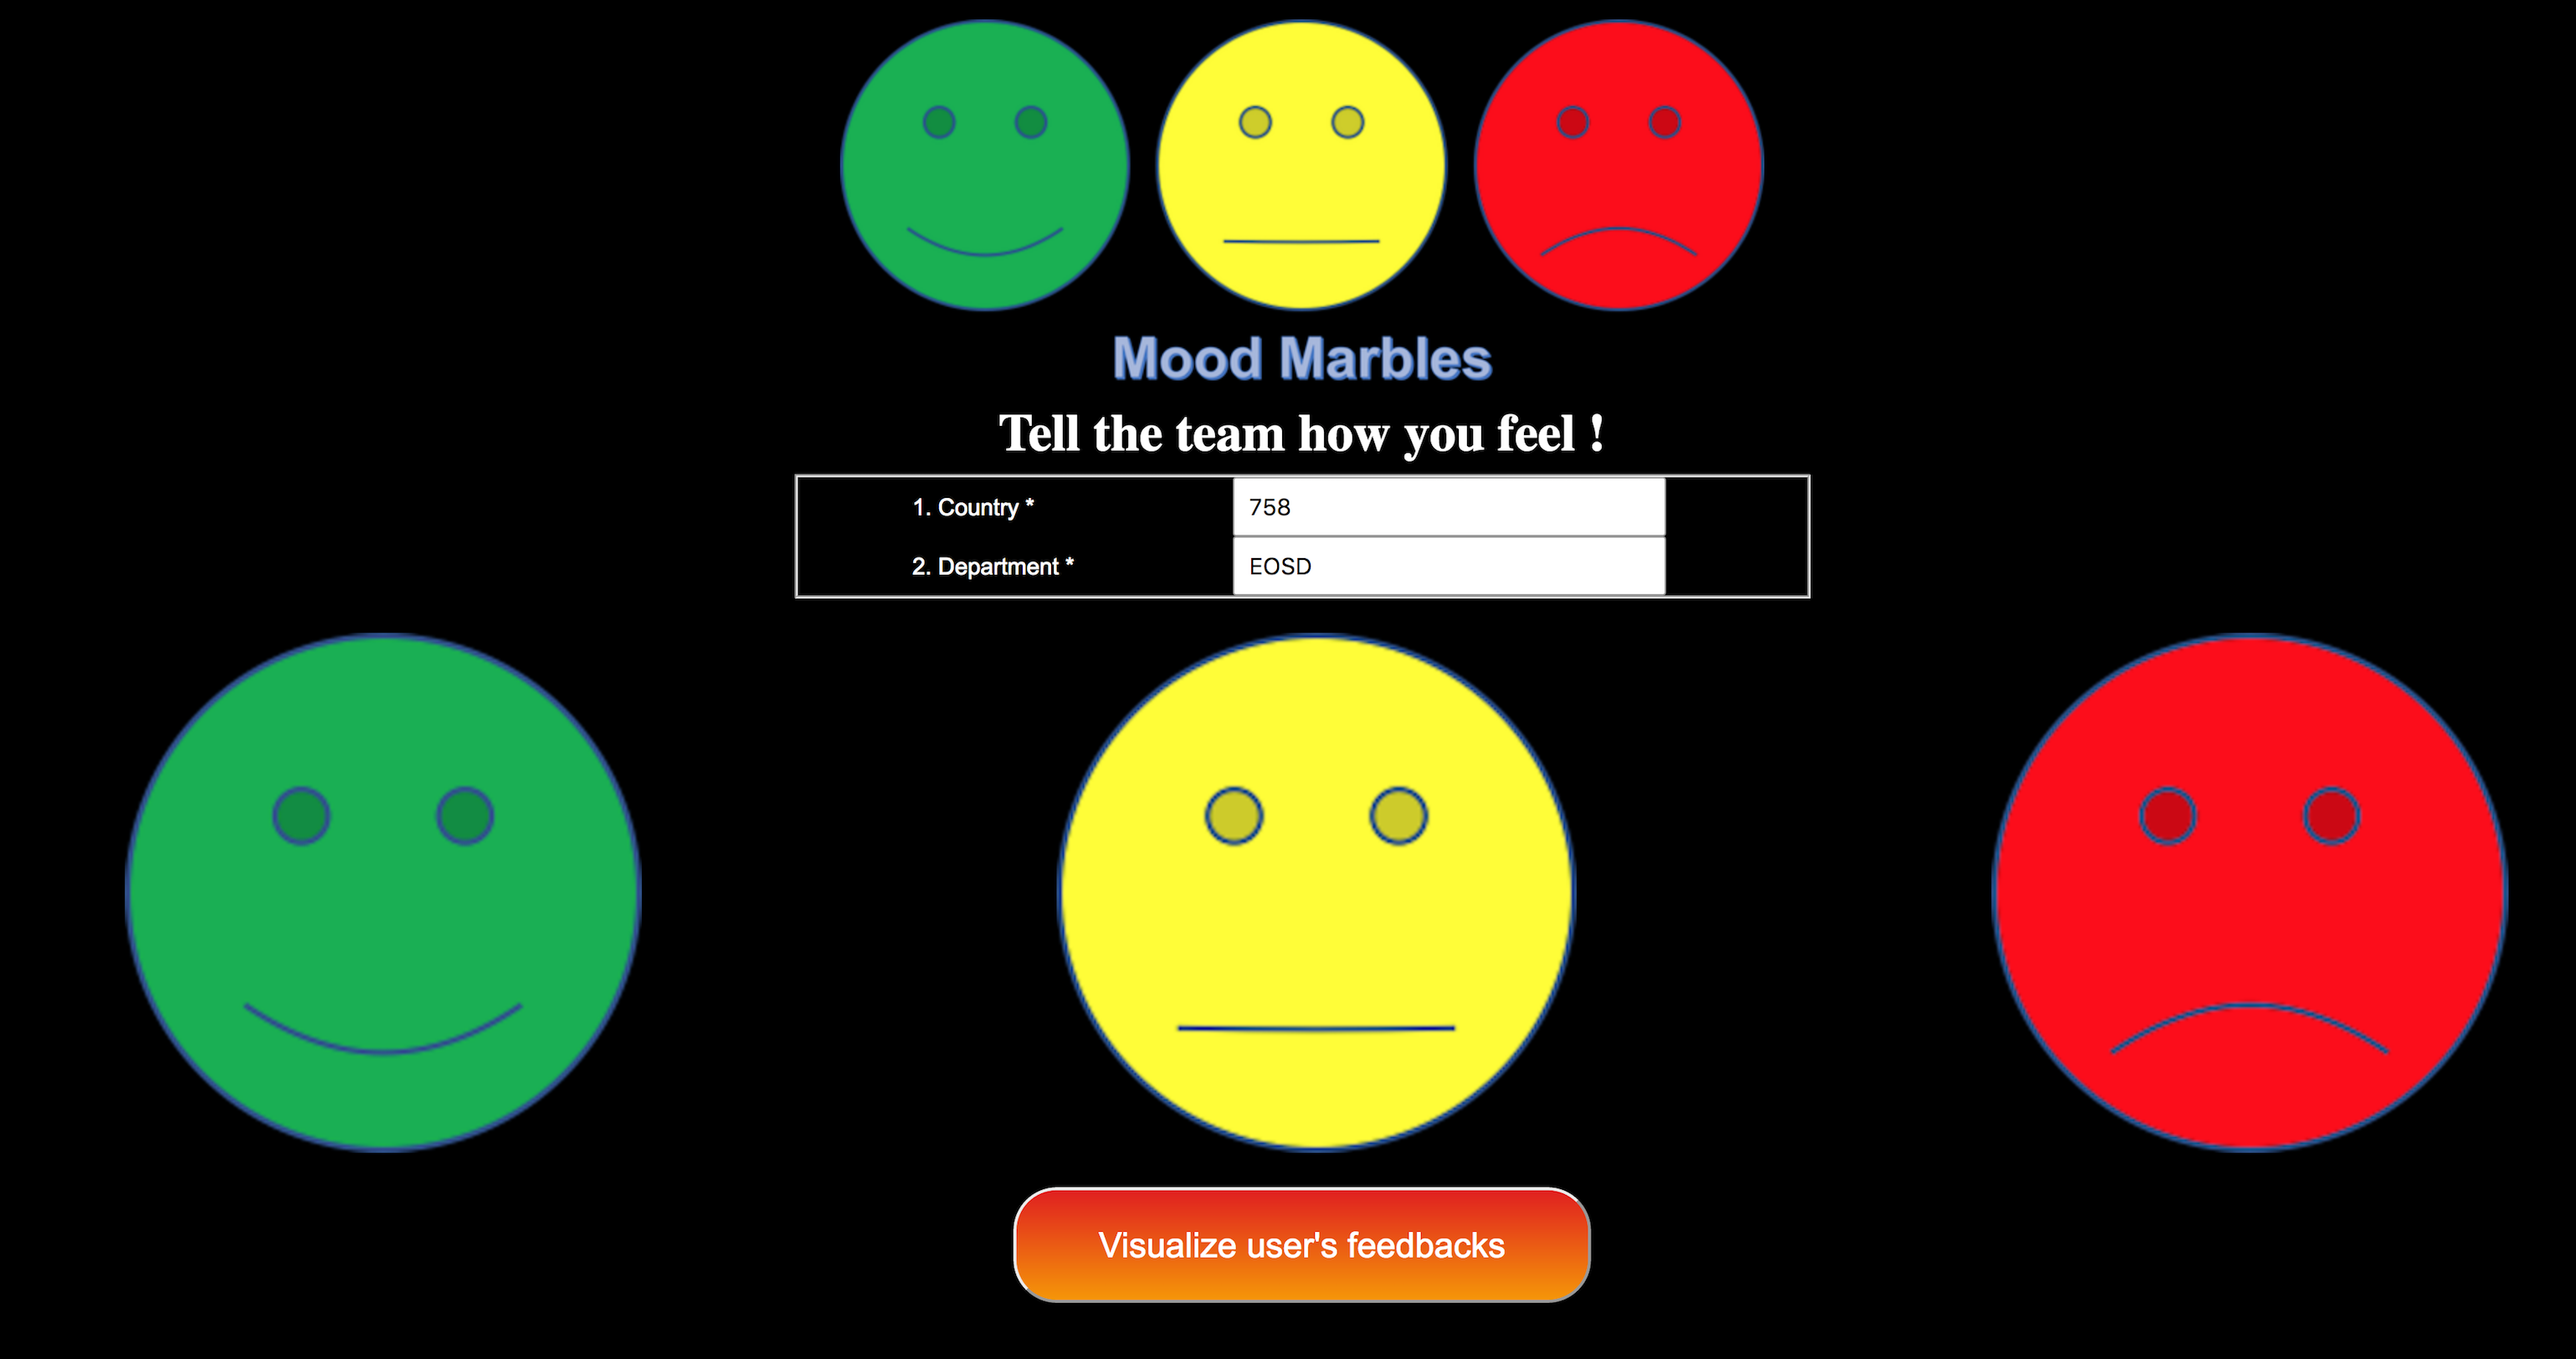 Mood Marbles
Tell the team how you feel !
1. Country * 758
2. Department * EOSD
Visualize user's feedbacks